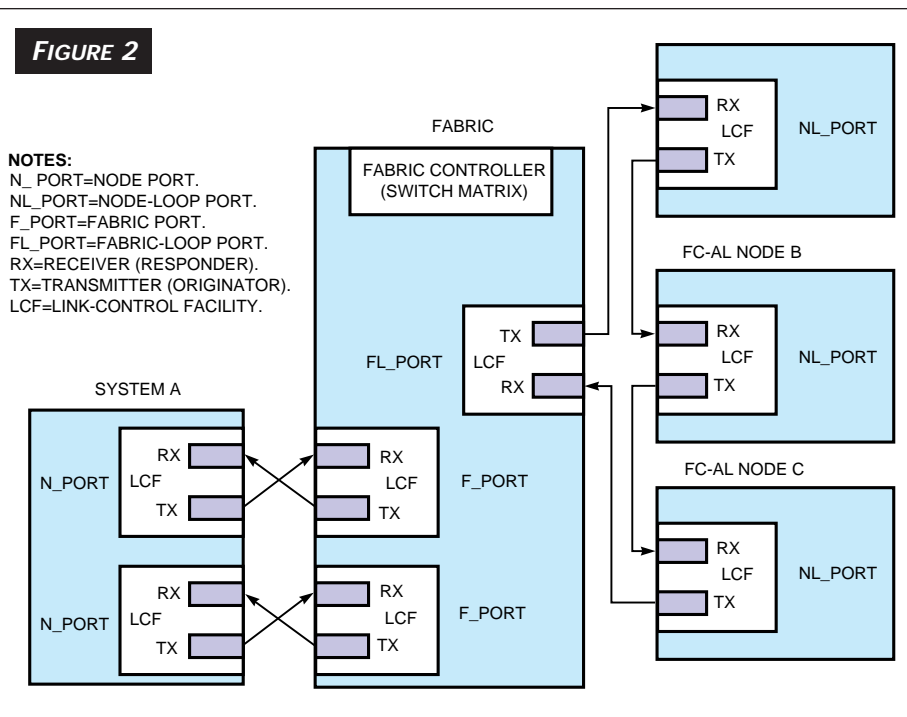 FIGURE 2
NOTES:
N_ PORT=NODE PORT.
NL_PORT=NODE-LOOP PORT.
F_PORT=FABRIC PORT.
FL_PORT=FABRIC-LOOP PORT.
RX=RECEIVER (RESPONDER).
TX=TRANSMITTER (ORIGINATOR).
LCF=LINK-CONTROL FACILITY.
SYSTEM A
N_PORT
RX
LCF
TX
N_PORT
RX
LCF
TX
FABRIC
FABRIC CONTROLLER
(SWITCH MATRIX)
FL_PORT
TX
LCF
RX
RX
LCF
TX
F_PORT
RX
LCF
TX
F_PORT
RX
LCF
TX
NL_PORT
FC-AL NODE B
RX
LCF
TX
NL_PORT
FC-AL NODE C
RX
LCF
TX
NL_PORT